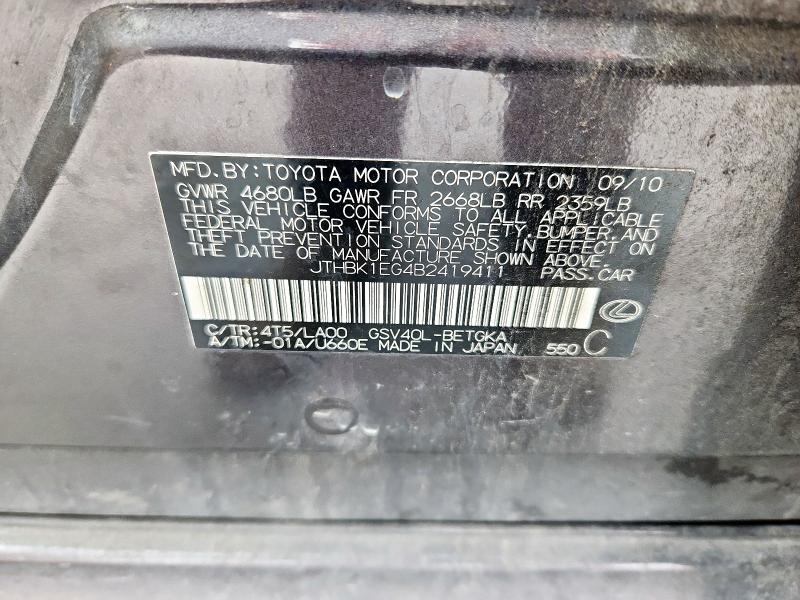 MFD. BY: TOYOTA MOTOR CORPORATION 09/10
GVWR 4680LB GAWR FR 2668LB RR 2359LB
THIS VEHICLE CONFORMS TO ALL APPLICABLE
FEDERAL MOTOR VEHICLE SAFETY, BUMPER, AND
THEFT PREVENTION STANDARDS IN EFFECT
ON THE DATE OF MANUFACTURE SHOWN ABOVE.
JTHBK1EG4B2419411 PASS. CAR
C/TR: 4T5/LA00 GSV40L-BETGKA
A/TM: -01A/U660E MADE IN JAPAN 550 C